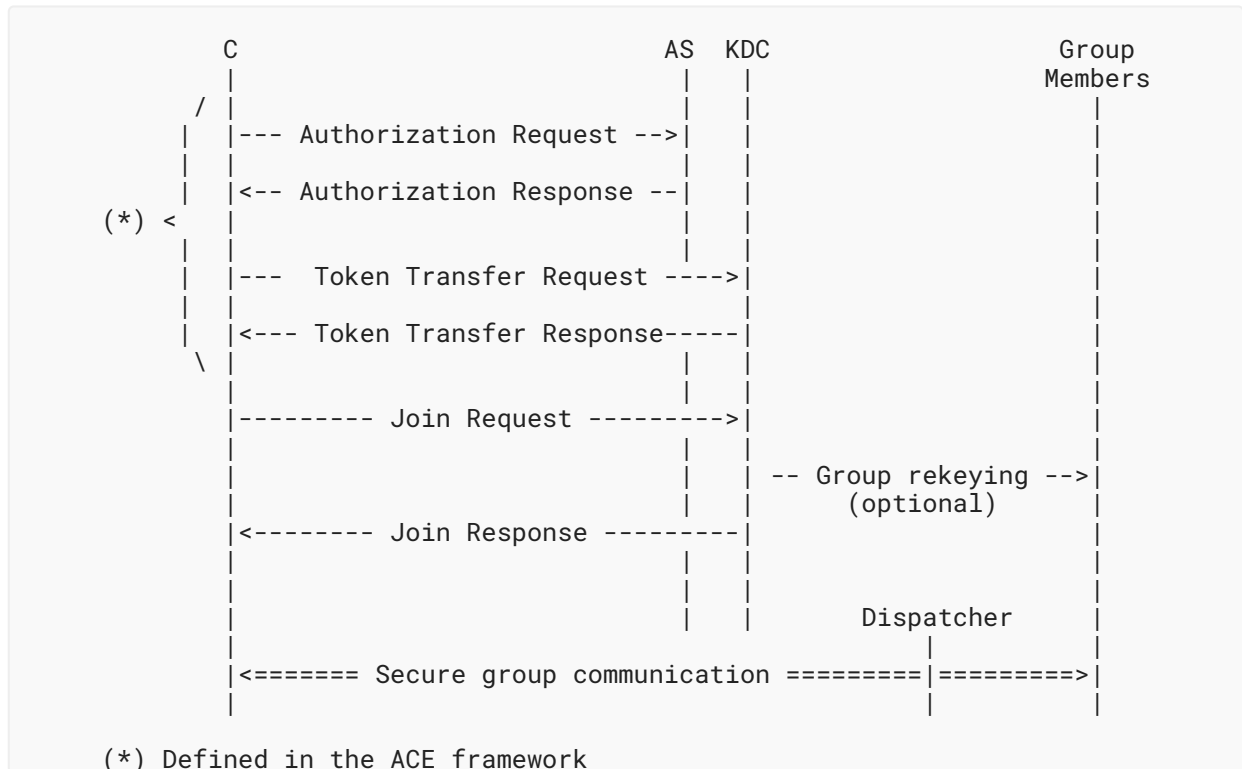 C                              AS  KDC                   Group
                                                        Members
--- Authorization Request -->
<-- Authorization Response --
(*) <
---  Token Transfer Request ---->
<--- Token Transfer Response-----
--------- Join Request --------->
-- Group rekeying -->
(optional)
<-------- Join Response ---------
Dispatcher
<======= Secure group communication =========|=========>
(*) Defined in the ACE framework